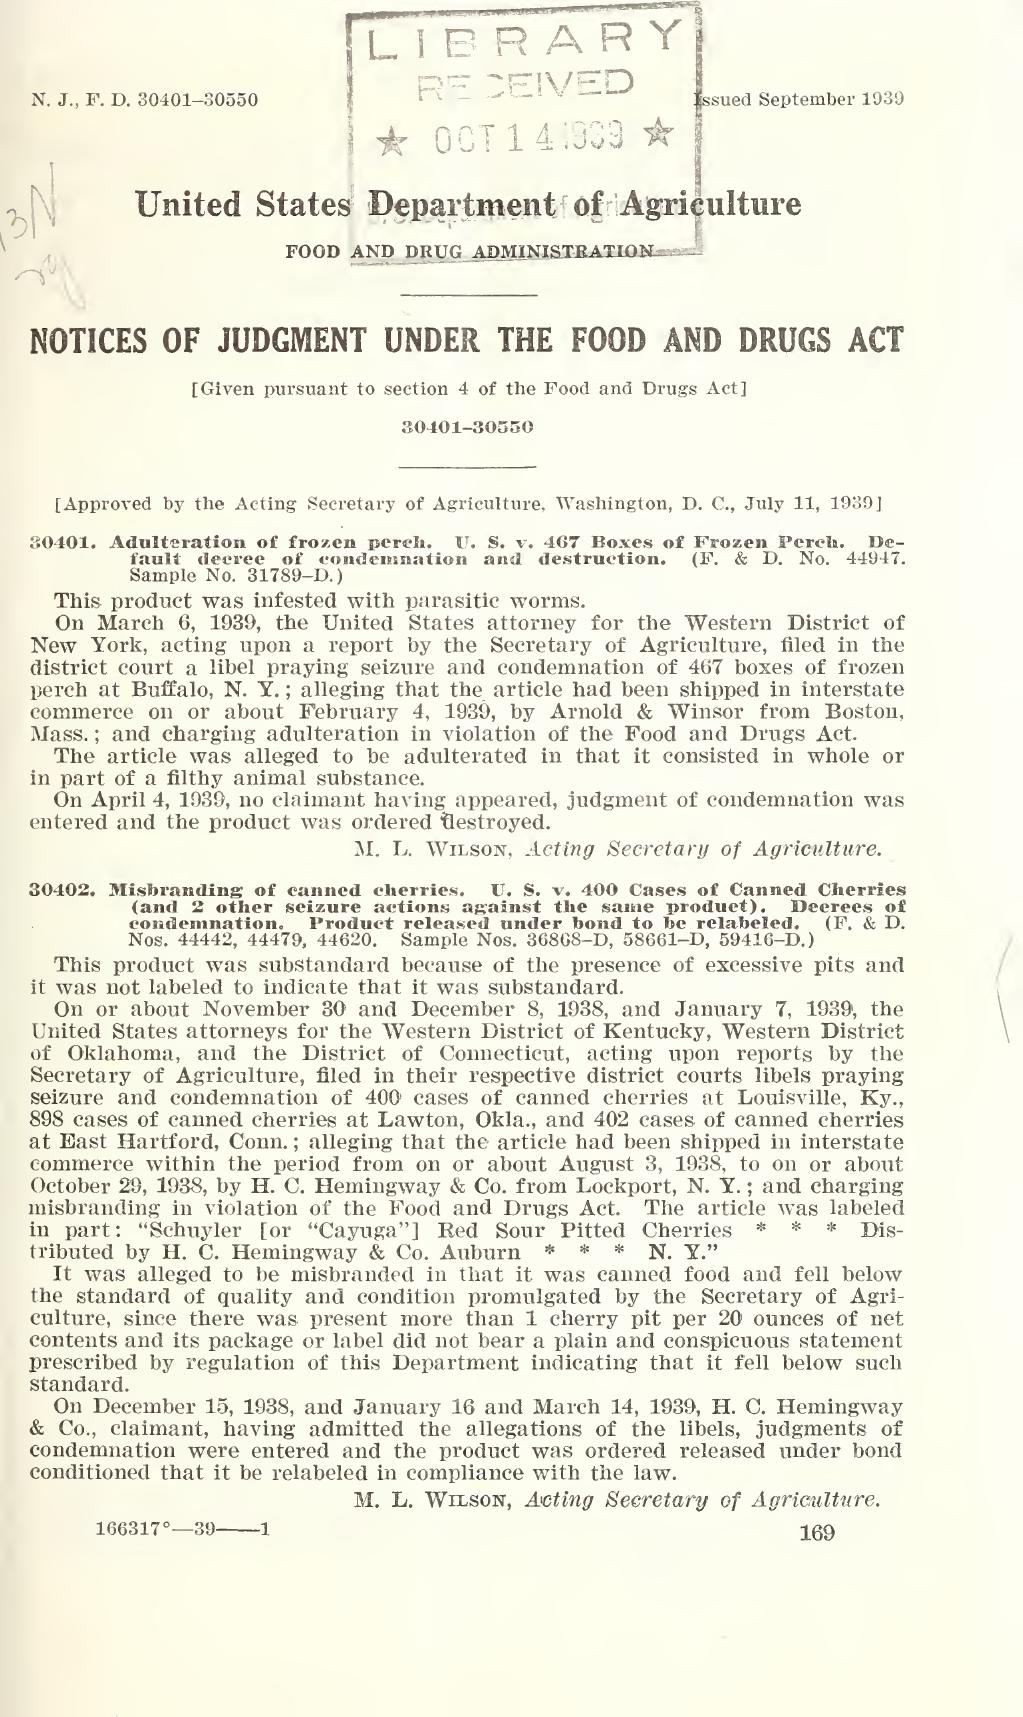 LIBRARY
RECEIVED
★ OCT 14 1939 ★
N. J., F. D. 30401–30550
Issued September 1939
United States Department of Agriculture
FOOD AND DRUG ADMINISTRATION
NOTICES OF JUDGMENT UNDER THE FOOD AND DRUGS ACT
[Given pursuant to section 4 of the Food and Drugs Act]
30401–30550
[Approved by the Acting Secretary of Agriculture, Washington, D. C., July 11, 1939]
30401. Adulteration of frozen perch. U. S. v. 467 Boxes of Frozen Perch. De-
fault decree of condemnation and destruction. (F. & D. No. 44947.
Sample No. 31789–D.)
This product was infested with parasitic worms.
On March 6, 1939, the United States attorney for the Western District of
New York, acting upon a report by the Secretary of Agriculture, filed in the
district court a libel praying seizure and condemnation of 467 boxes of frozen
perch at Buffalo, N. Y.; alleging that the article had been shipped in interstate
commerce on or about February 4, 1939, by Arnold & Winsor from Boston,
Mass.; and charging adulteration in violation of the Food and Drugs Act.
The article was alleged to be adulterated in that it consisted in whole or
in part of a filthy animal substance.
On April 4, 1939, no claimant having appeared, judgment of condemnation was
entered and the product was ordered destroyed.
M. L. WILSON, Acting Secretary of Agriculture.
30402. Misbranding of canned cherries. U. S. v. 400 Cases of Canned Cherries
(and 2 other seizure actions against the same product). Decrees of
condemnation. Product released under bond to be relabeled. (F. & D.
Nos. 44442, 44479, 44620. Sample Nos. 36868–D, 58661–D, 59416–D.)
This product was substandard because of the presence of excessive pits and
it was not labeled to indicate that it was substandard.
On or about November 30 and December 8, 1938, and January 7, 1939, the
United States attorneys for the Western District of Kentucky, Western District
of Oklahoma, and the District of Connecticut, acting upon reports by the
Secretary of Agriculture, filed in their respective district courts libels praying
seizure and condemnation of 400 cases of canned cherries at Louisville, Ky.,
898 cases of canned cherries at Lawton, Okla., and 402 cases of canned cherries
at East Hartford, Conn.; alleging that the article had been shipped in interstate
commerce within the period from on or about August 3, 1938, to on or about
October 29, 1938, by H. C. Hemingway & Co. from Lockport, N. Y.; and charging
misbranding in violation of the Food and Drugs Act. The article was labeled
in part: “Schuyler [or “Cayuga”] Red Sour Pitted Cherries * * * Dis-
tributed by H. C. Hemingway & Co. Auburn * * * N. Y.”
It was alleged to be misbranded in that it was canned food and fell below
the standard of quality and condition promulgated by the Secretary of Agri-
culture, since there was present more than 1 cherry pit per 20 ounces of net
contents and its package or label did not bear a plain and conspicuous statement
prescribed by regulation of this Department indicating that it fell below such
standard.
On December 15, 1938, and January 16 and March 14, 1939, H. C. Hemingway
& Co., claimant, having admitted the allegations of the libels, judgments of
condemnation were entered and the product was ordered released under bond
conditioned that it be relabeled in compliance with the law.
M. L. WILSON, Acting Secretary of Agriculture.
166317°—39——1
169